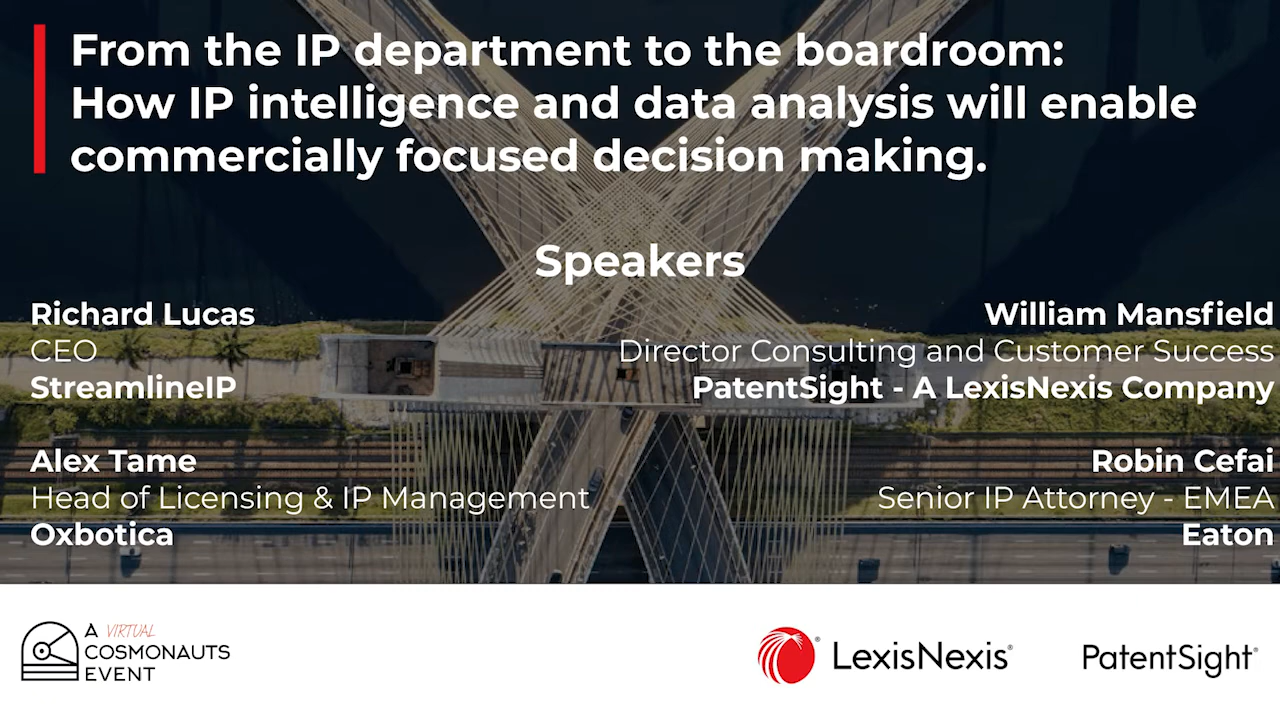 From the IP department to the boardroom:
How IP intelligence and data analysis will enable
commercially focused decision making.
Speakers
Richard Lucas
CEO
StreamlineIP
William Mansfield
Director Consulting and Customer Success
PatentSight - A LexisNexis Company
Alex Tame
Head of Licensing & IP Management
Oxbotica
Robin Cefai
Senior IP Attorney - EMEA
Eaton
A VIRTUAL
COSMONAUTS
EVENT
LexisNexis®
PatentSight®